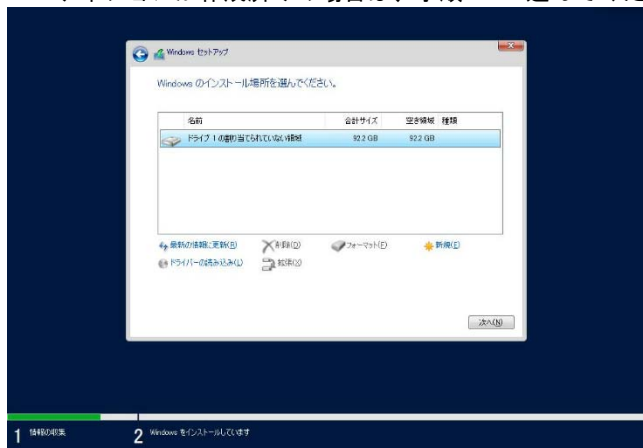 Windows セットアップ
Windows のインストール場所を選んでください。
名前 合計サイズ 空き領域 種類
ドライブ 1 の割り当てられていない領域 92.2 GB 92.2 GB
最新の情報に更新(R) 削除(D) フォーマット(F) 新規(E)
ドライバーの読み込み(L) 拡張(X)
次へ(N)
1 情報の収集 2 Windows をインストールしています